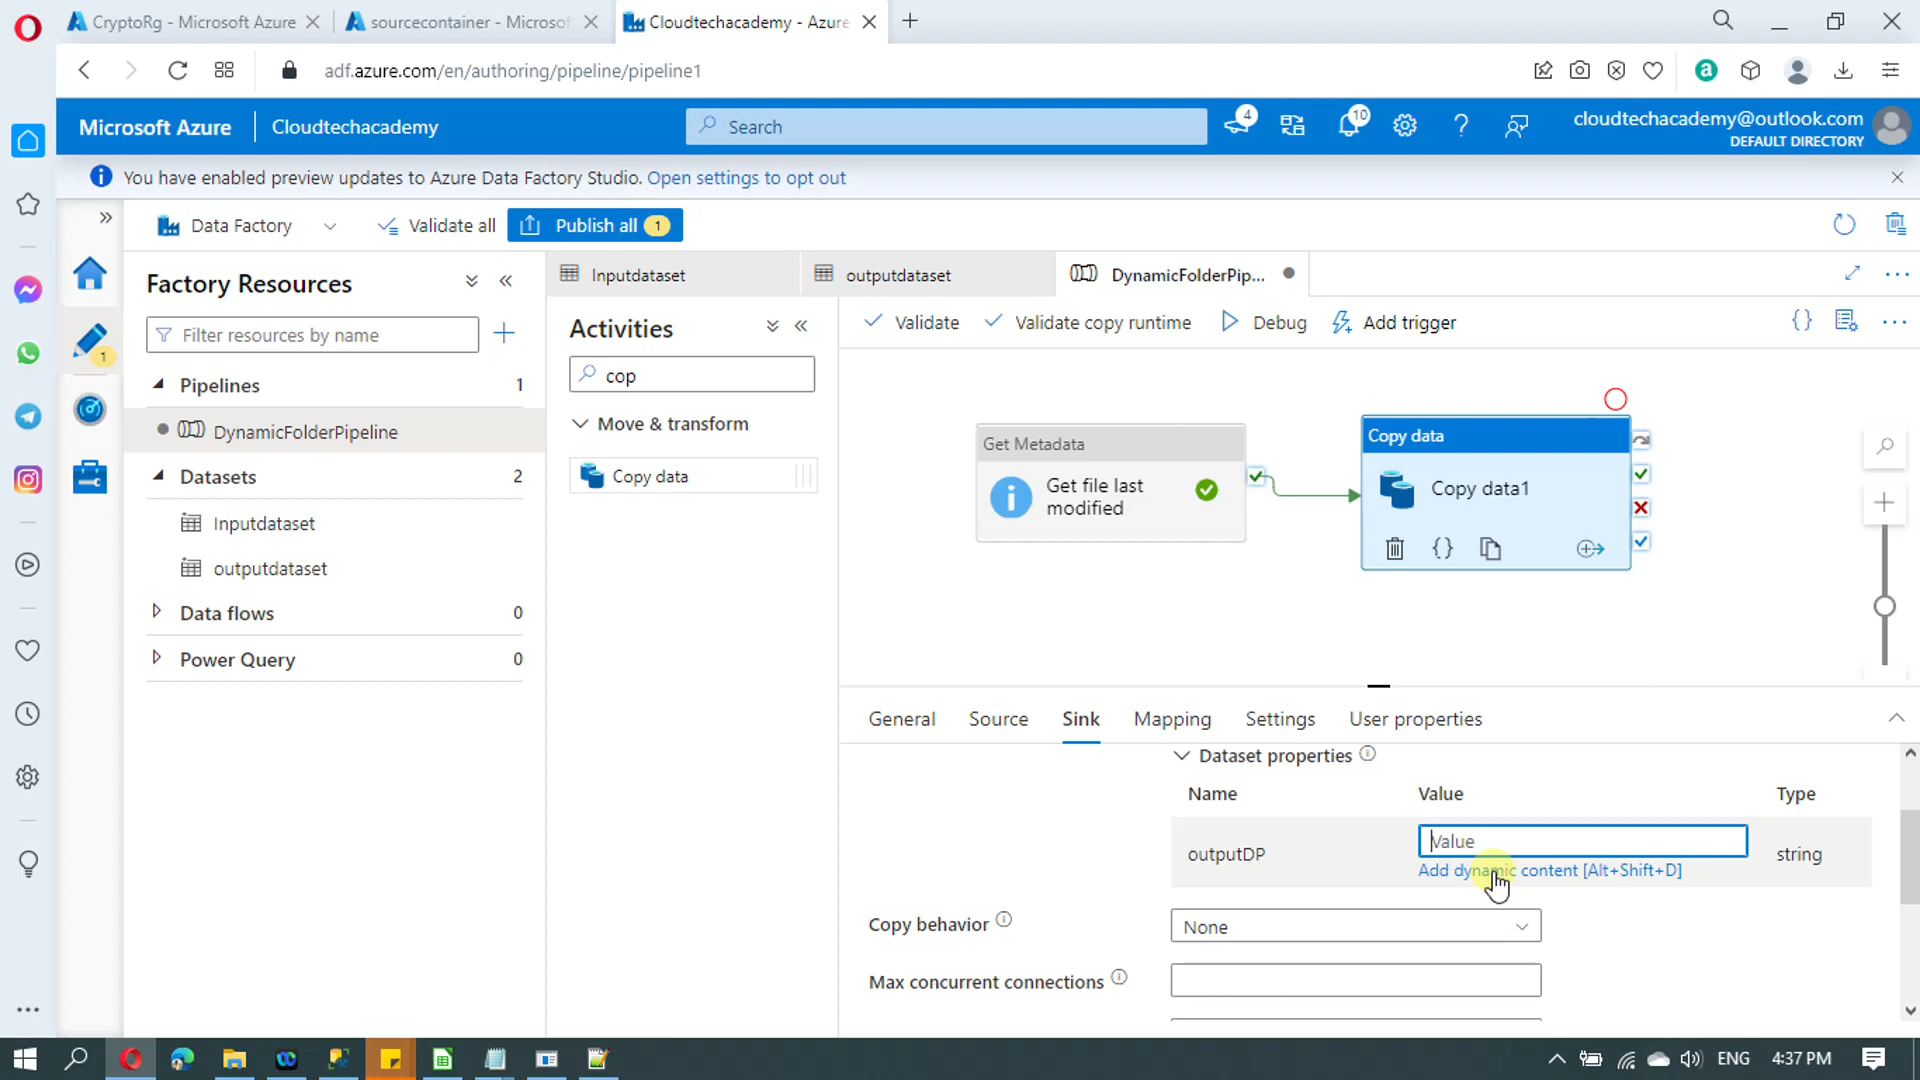 CryptoRg - Microsoft Azure
sourcecontainer - Microsof
Cloudtechacademy - Azure
adf.azure.com/en/authoring/pipeline/pipeline1
a
Microsoft Azure
Cloudtechacademy
Search
4
10
cloudtechacademy@outlook.com
DEFAULT DIRECTORY
You have enabled preview updates to Azure Data Factory Studio. Open settings to opt out
Data Factory
Validate all
Publish all 1
Factory Resources
Filter resources by name
1
Pipelines 1
DynamicFolderPipeline
Datasets 2
Inputdataset
outputdataset
Data flows 0
Power Query 0
Inputdataset
outputdataset
DynamicFolderPip...
Activities
cop
Move & transform
Copy data
Validate
Validate copy runtime
Debug
Add trigger
Get Metadata
Get file last
modified
Copy data
Copy data1
General
Source
Sink
Mapping
Settings
User properties
Dataset properties
Name
Value
Type
outputDP
Value
Add dynamic content [Alt+Shift+D]
string
Copy behavior
None
Max concurrent connections
ENG
4:37 PM